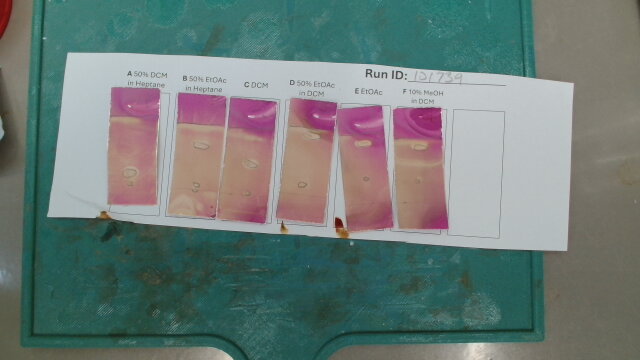 Run ID: 151739
A 50% DCM
in Heptane
B 50% EtOAc
in Heptane
C DCM
D 50% EtOAc
in DCM
E EtOAc
F 10% MeOH
in DCM